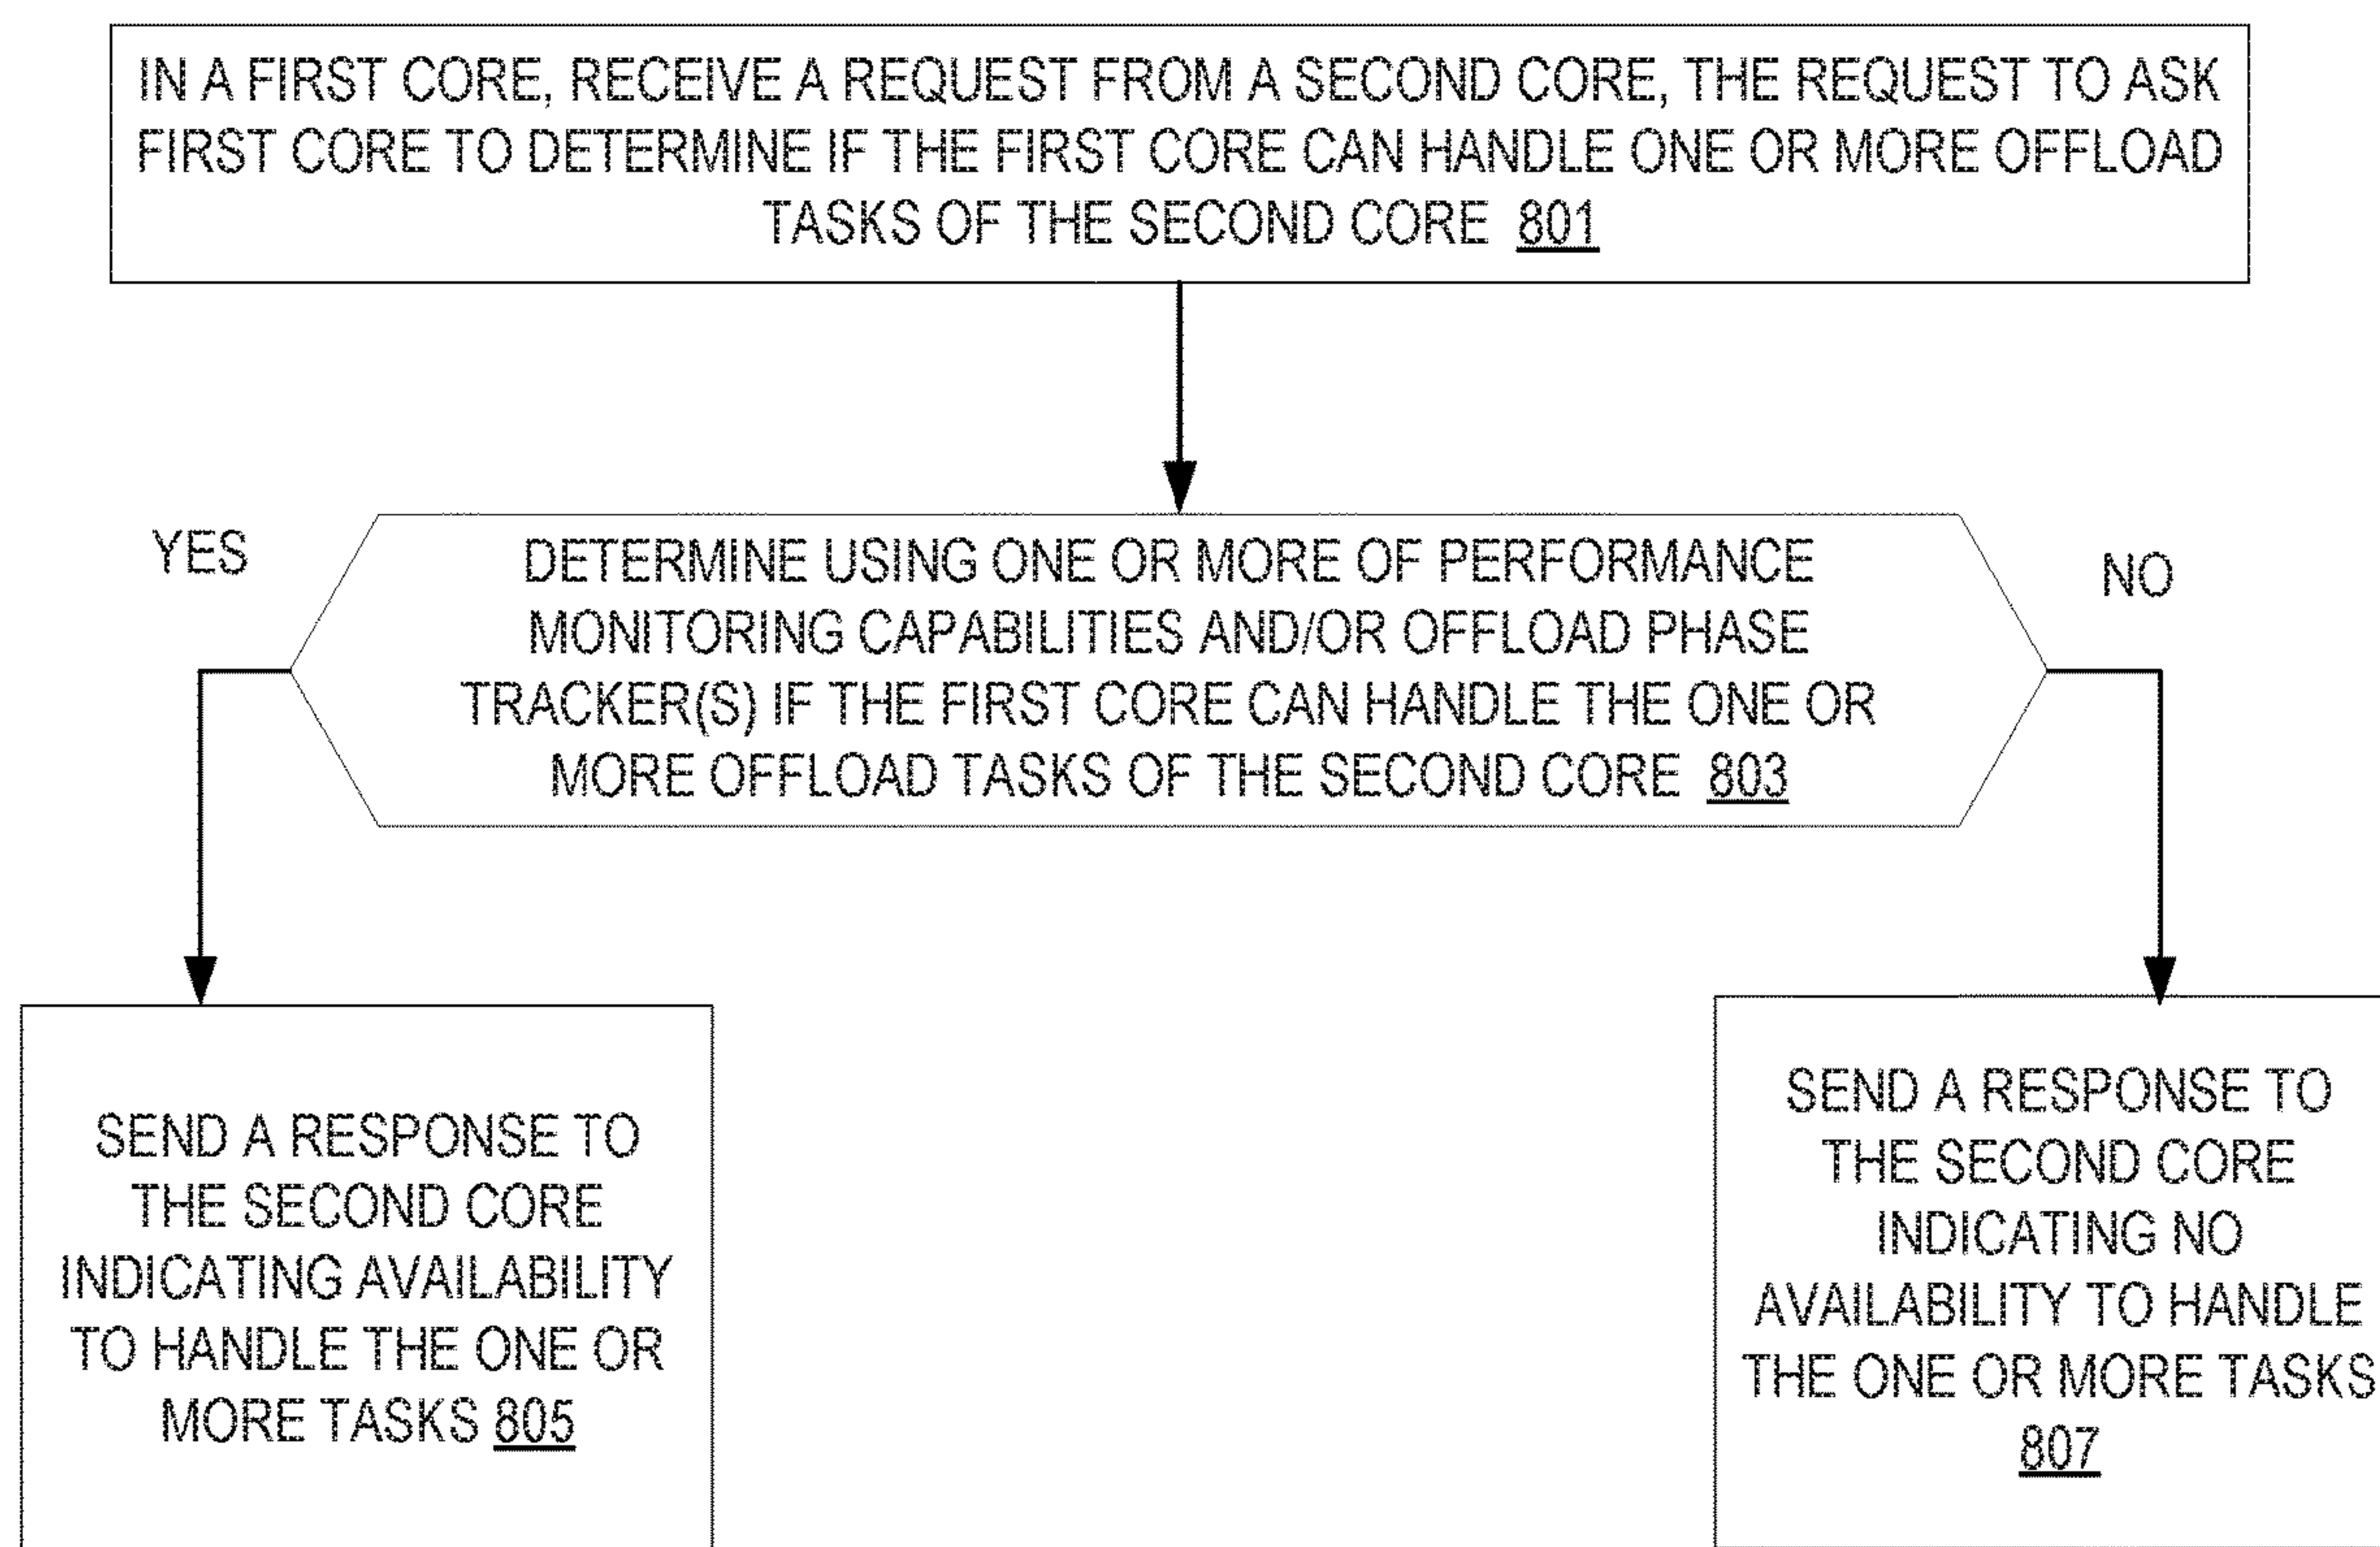 IN A FIRST CORE, RECEIVE A REQUEST FROM A SECOND CORE, THE REQUEST TO ASK
FIRST CORE TO DETERMINE IF THE FIRST CORE CAN HANDLE ONE OR MORE OFFLOAD
TASKS OF THE SECOND CORE 801
YES
DETERMINE USING ONE OR MORE OF PERFORMANCE
MONITORING CAPABILITIES AND/OR OFFLOAD PHASE
TRACKER(S) IF THE FIRST CORE CAN HANDLE THE ONE OR
MORE OFFLOAD TASKS OF THE SECOND CORE 803
NO
SEND A RESPONSE TO
THE SECOND CORE
INDICATING AVAILABILITY
TO HANDLE THE ONE OR
MORE TASKS 805
SEND A RESPONSE TO
THE SECOND CORE
INDICATING NO
AVAILABILITY TO HANDLE
THE ONE OR MORE TASKS
807